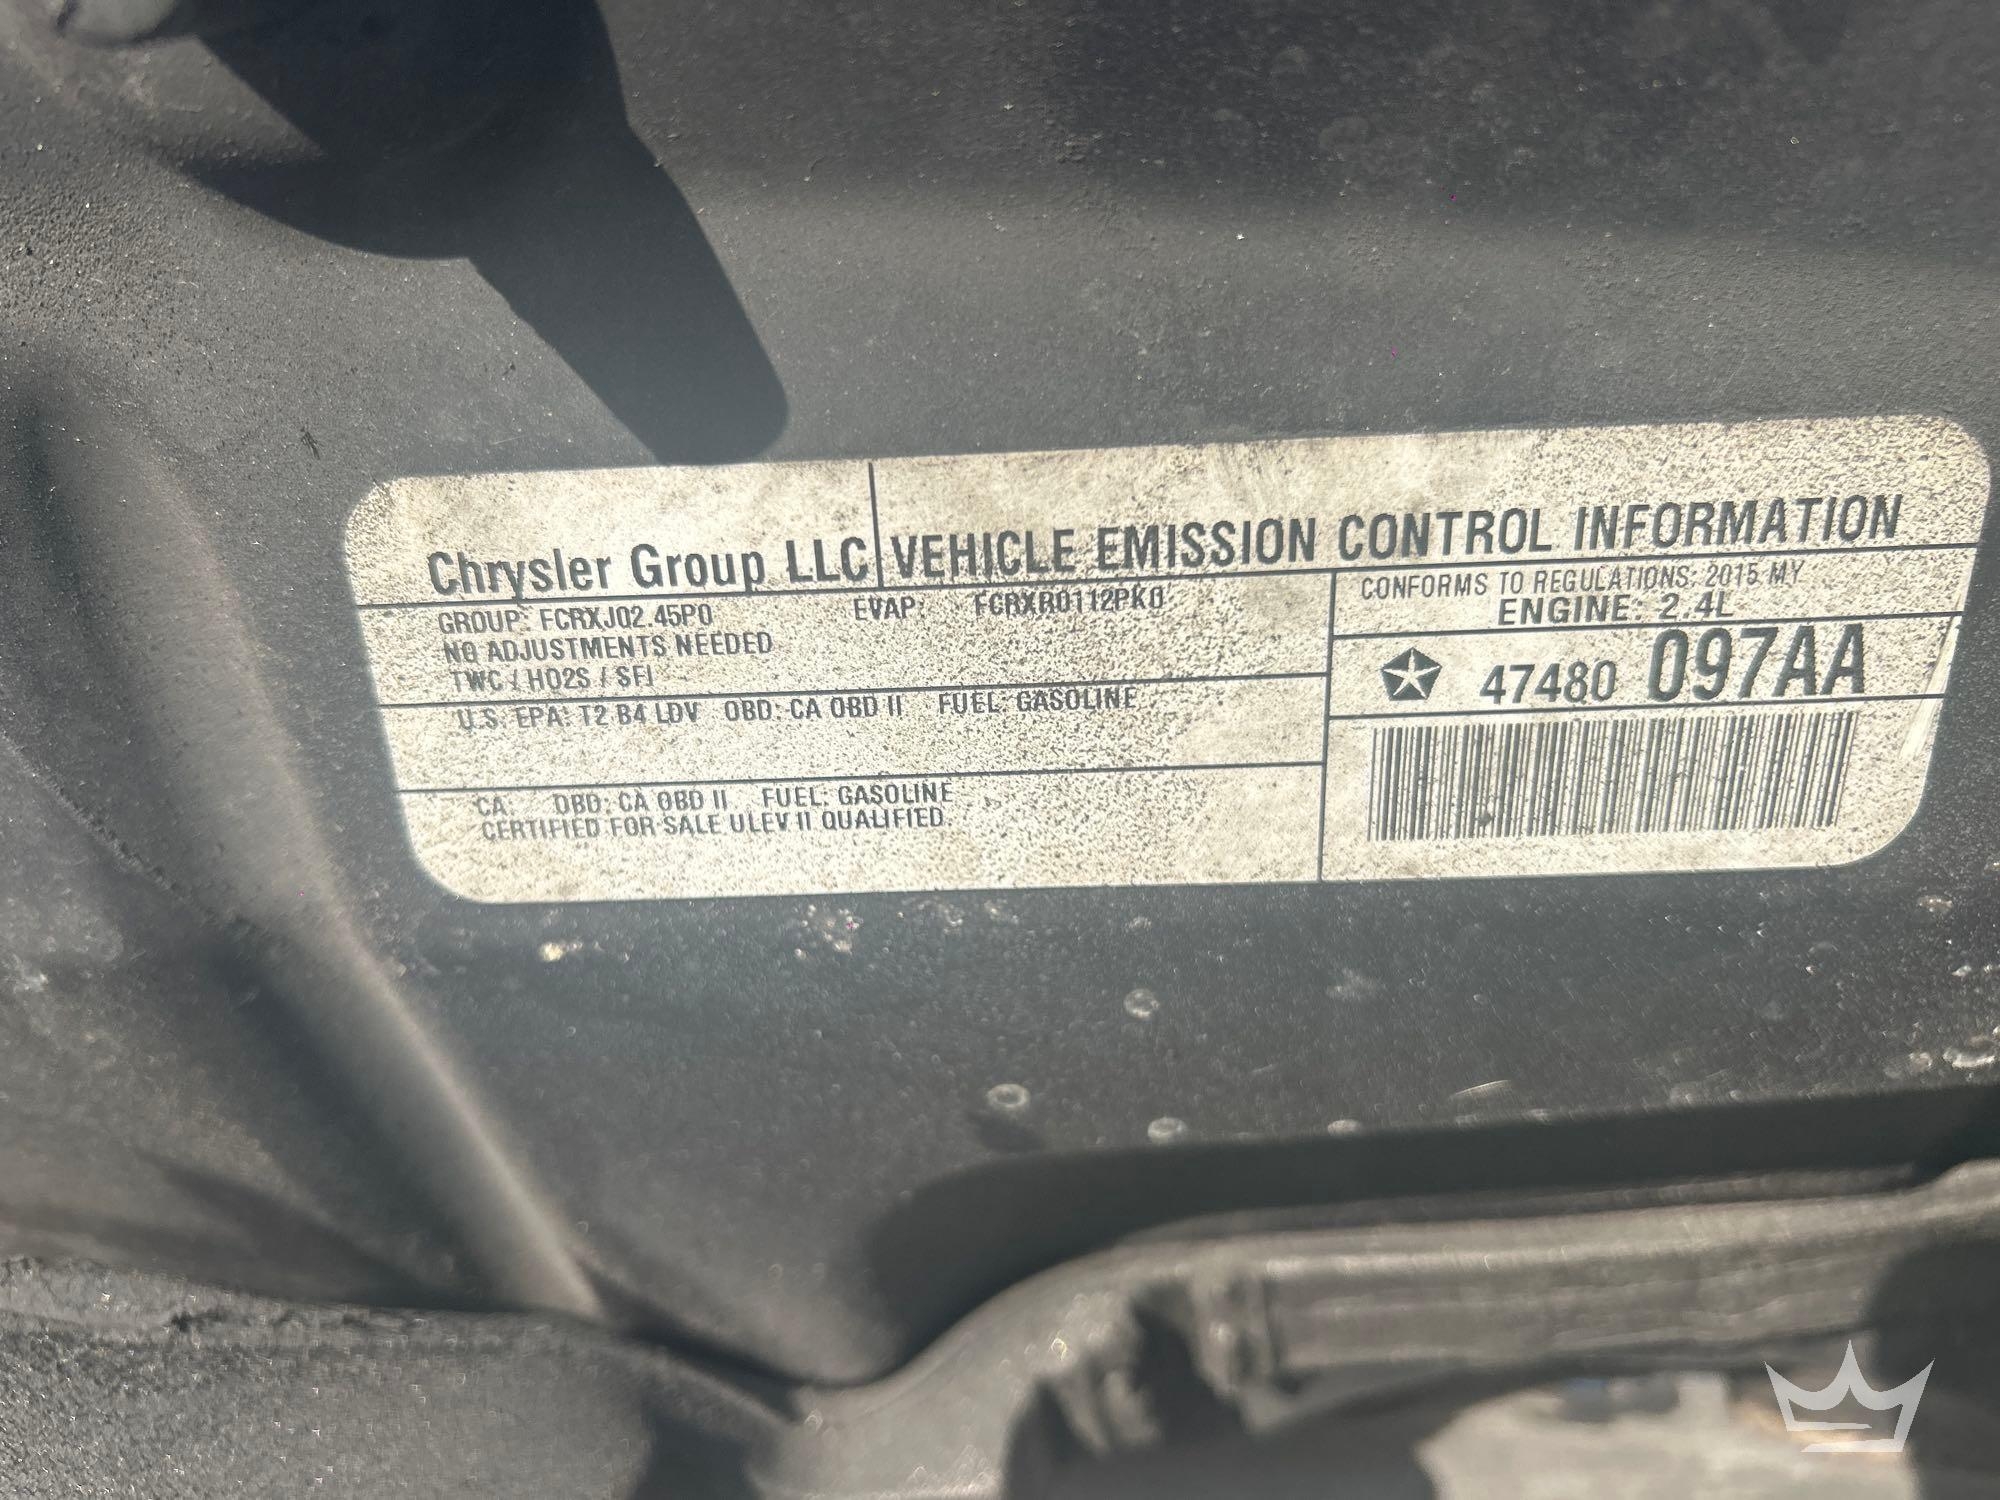 Chrysler Group LLC VEHICLE EMISSION CONTROL INFORMATION
GROUP: FCRXJ02.45P0 EVAP: FCRXR0112PK0
NO ADJUSTMENTS NEEDED
TWC / HO2S / SFI
U.S. EPA: T2 B4 LDV OBD: CA OBD II FUEL: GASOLINE
CA: OBD: CA OBD II FUEL: GASOLINE
CERTIFIED FOR SALE ULEV II QUALIFIED
CONFORMS TO REGULATIONS: 2015 MY
ENGINE: 2.4L
47480 097AA